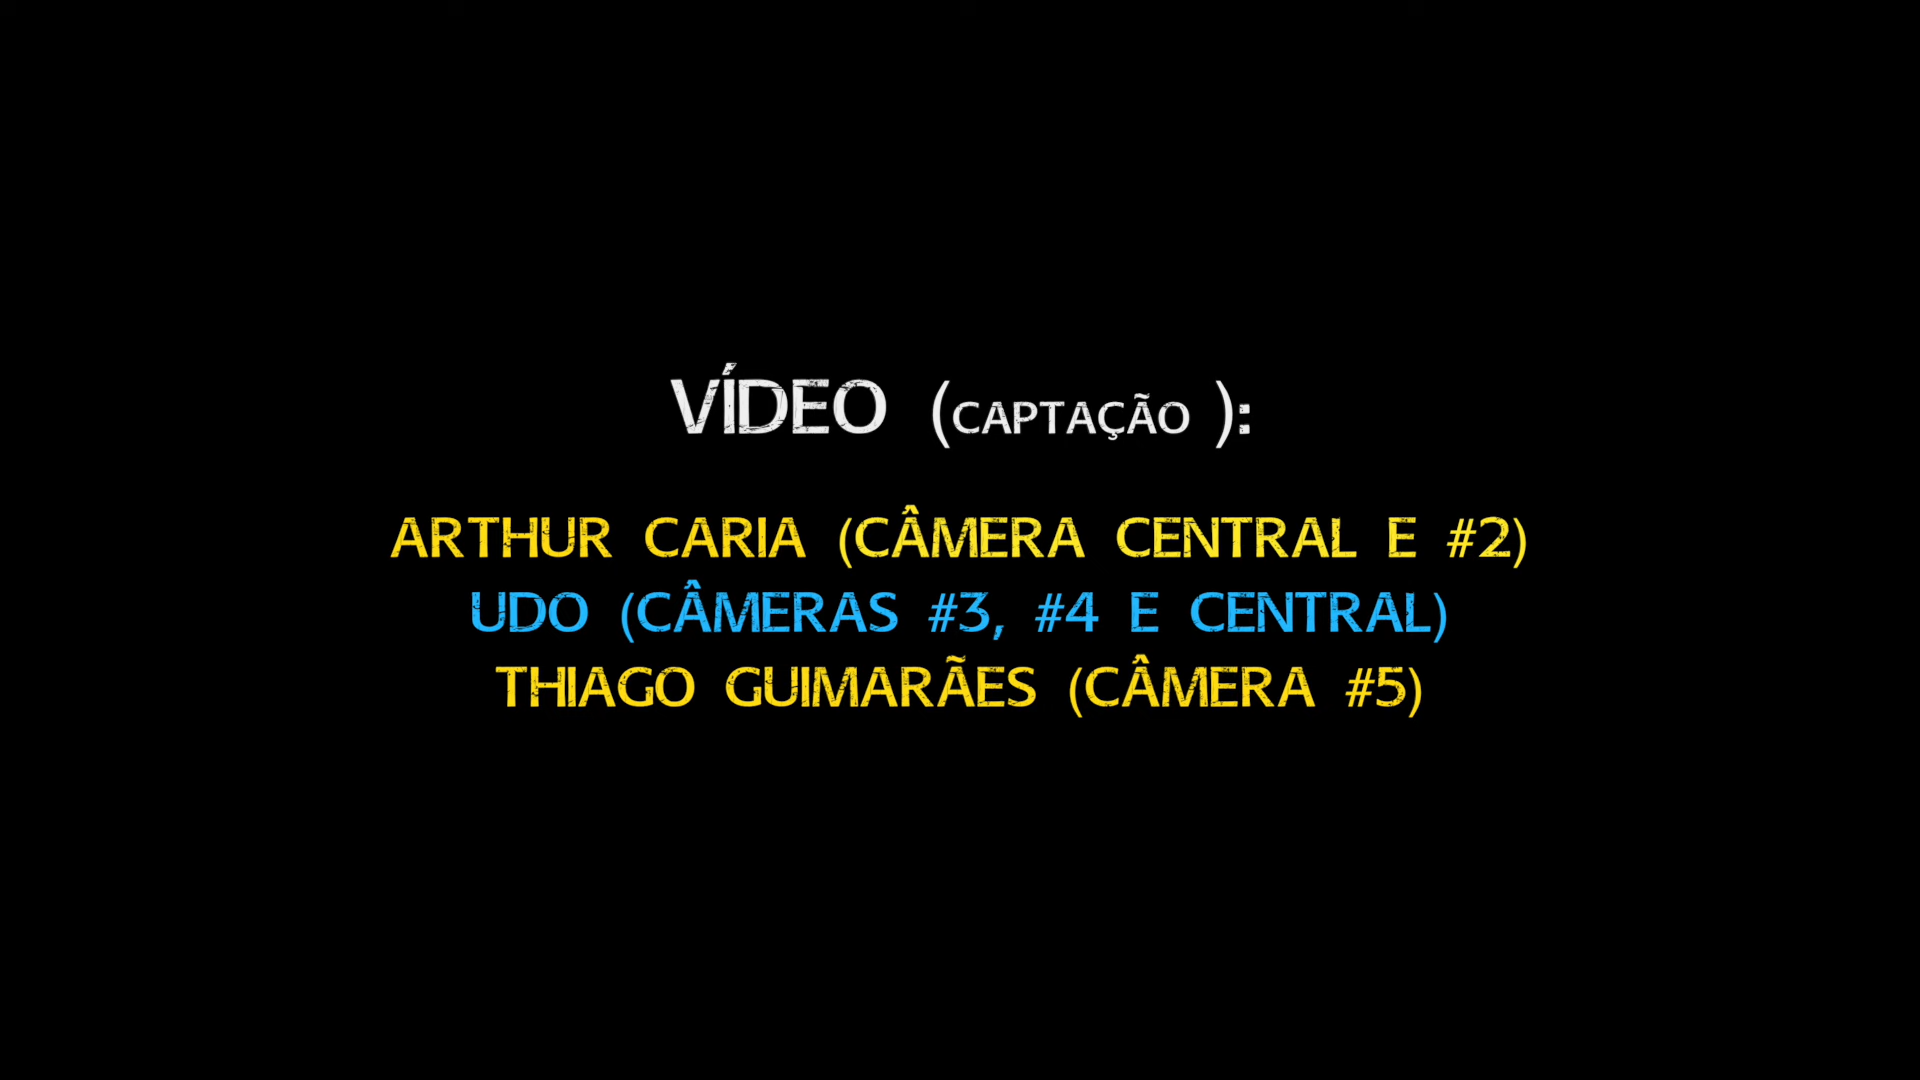 VÍDEO (CAPTAÇÃO ):
ARTHUR CARIA (CÂMERA CENTRAL E #2)
UDO (CÂMERAS #3, #4 E CENTRAL)
THIAGO GUIMARÃES (CÂMERA #5)